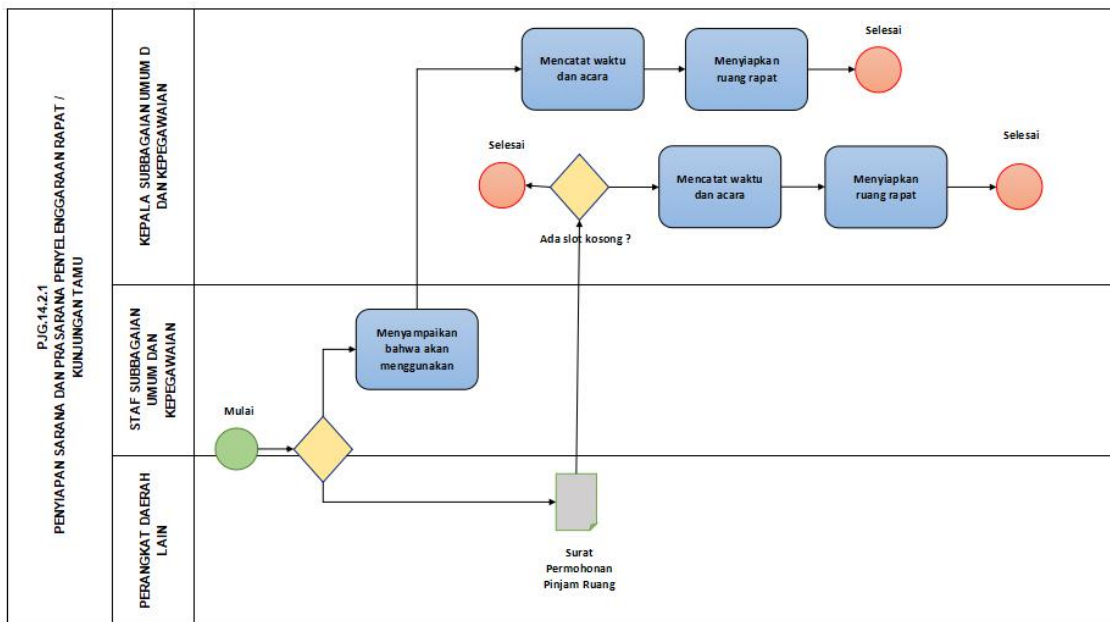 PJG.14.2.1
PENYIAPAN SARANA DAN PRASARANA PENYELENGGARAAN RAPAT /
KUNJUNGAN TAMU
KEPALA SUBBAGAIAN UMUM D
DAN KEPEGAWAIAN
Mencatat waktu
dan acara
Menyiapkan
ruang rapat
Selesai
Selesai
Ada slot kosong ?
Mencatat waktu
dan acara
Menyiapkan
ruang rapat
Selesai
STAF SUBBAGAIAN
UMUM DAN
KEPEGAWAIAN
Menyampaikan
bahwa akan
menggunakan
Mulai
PERANGKAT DAERAH
LAIN
Surat
Permohonan
Pinjam Ruang